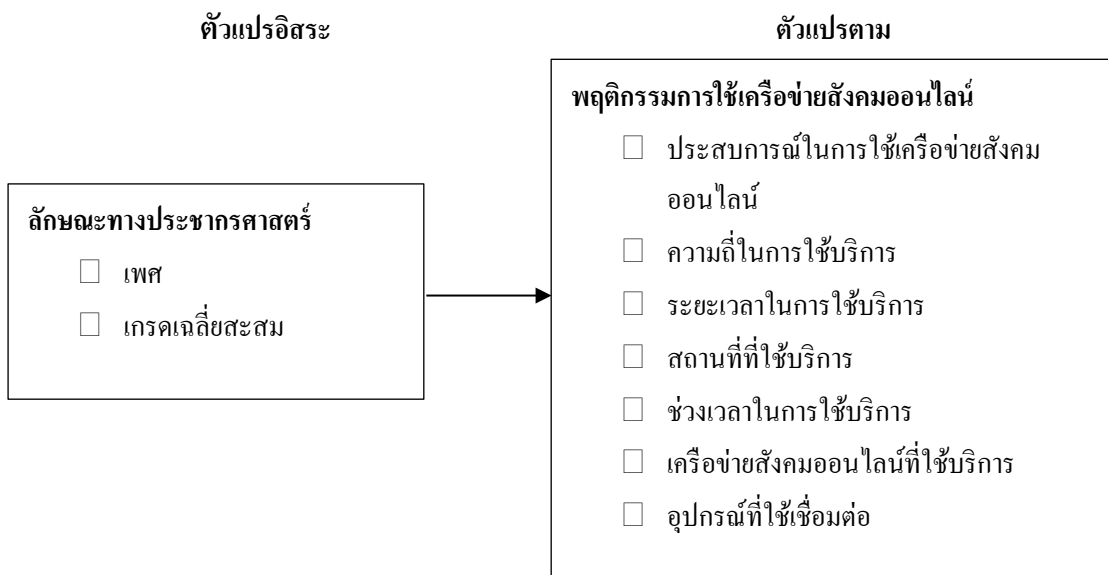 ตัวแปรอิสระ
ตัวแปรตาม
ลักษณะทางประชากรศาสตร์
เพศ
เกรดเฉลี่ยสะสม
พฤติกรรมการใช้เครือข่ายสังคมออนไลน์
ประสบการณ์ในการใช้เครือข่ายสังคม
ออนไลน์
ความถี่ในการใช้บริการ
ระยะเวลาในการใช้บริการ
สถานที่ที่ใช้บริการ
ช่วงเวลาในการใช้บริการ
เครือข่ายสังคมออนไลน์ที่ใช้บริการ
อุปกรณ์ที่ใช้เชื่อมต่อ